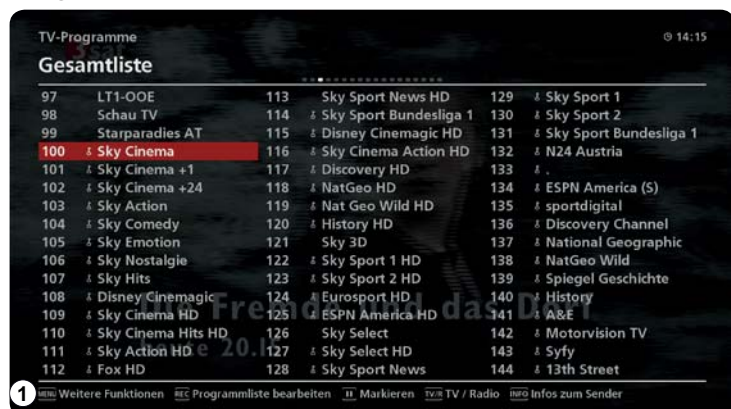 TV-Programme
14:15
Gesamtliste
97 LT1-OOE
98 Schau TV
99 Starparadies AT
100 Sky Cinema
101 Sky Cinema +1
102 Sky Cinema +24
103 Sky Action
104 Sky Comedy
105 Sky Emotion
106 Sky Nostalgie
107 Sky Hits
108 Disney Cinemagic
109 Sky Cinema HD
110 Sky Cinema Hits HD
111 Sky Action HD
112 Fox HD
113 Sky Sport News HD
114 Sky Sport Bundesliga 1
115 Disney Cinemagic HD
116 Sky Cinema Action HD
117 Discovery HD
118 NatGeo HD
119 Nat Geo Wild HD
120 History HD
121 Sky 3D
122 Sky Sport 1 HD
123 Sky Sport 2 HD
124 Eurosport HD
125 ESPN America HD
126 Sky Select
127 Sky Select HD
128 Sky Sport News
129 Sky Sport 1
130 Sky Sport 2
131 Sky Sport Bundesliga 1
132 N24 Austria
133 .
134 ESPN America (S)
135 sportdigital
136 Discovery Channel
137 National Geographic
138 NatGeo Wild
139 Spiegel Geschichte
140 History
141 A&E
142 Motorvision TV
143 Syfy
144 13th Street
3sat
Die Fremde und das Dorf
heute 20.15
1 MENU Weitere Funktionen REC Programmliste bearbeiten Markieren TV/R TV / Radio INFO Infos zum Sender